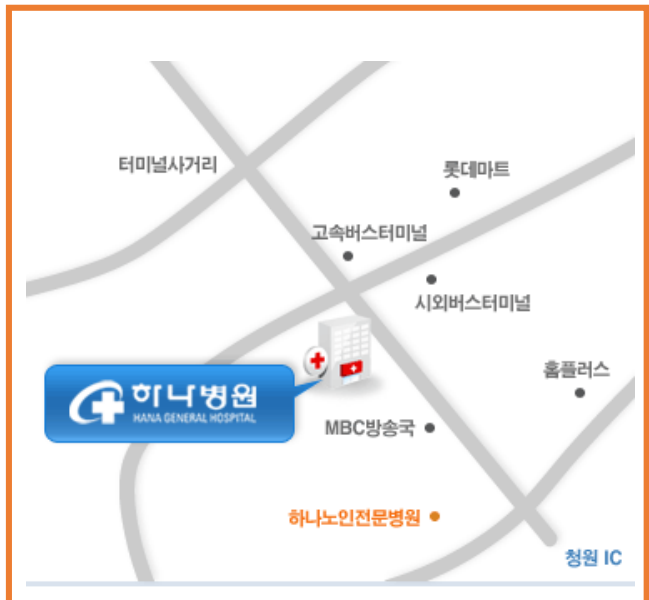 터미널사거리
롯데마트
고속버스터미널
시외버스터미널
홈플러스
하나병원
HANA GENERAL HOSPITAL
MBC방송국
하나노인전문병원
청원 IC